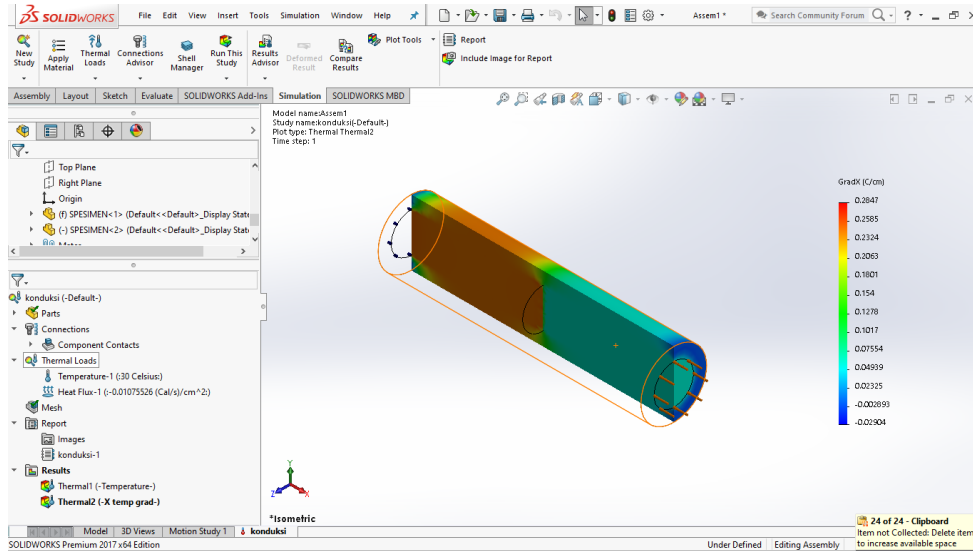 SOLIDWORKS
File Edit View Insert Tools Simulation Window Help
Assem1 *
Search Community Forum
New Study
Apply Material
Thermal Loads
Connections Advisor
Shell Manager
Run This Study
Results Advisor
Deformed Result
Compare Results
Plot Tools
Report
Include Image for Report
Assembly Layout Sketch Evaluate SOLIDWORKS Add-Ins Simulation SOLIDWORKS MBD
Model name:Assem1
Study name:konduksi(-Default-)
Plot type: Thermal Thermal2
Time step: 1
Top Plane
Right Plane
Origin
(f) SPESIMEN<1> (Default<<Default>_Display State
(-) SPESIMEN<2> (Default<<Default>_Display State
konduksi (-Default-)
Parts
Connections
Component Contacts
Thermal Loads
Temperature-1 (:30 Celsius:)
Heat Flux-1 (:-0.01075526 (Cal/s)/cm^2:)
Mesh
Report
Images
konduksi-1
Results
Thermal1 (-Temperature-)
Thermal2 (-X temp grad-)
GradX (C/cm)
0.2847
0.2585
0.2324
0.2063
0.1801
0.154
0.1278
0.1017
0.07554
0.04939
0.02325
-0.002893
-0.02904
Y
Z
X
*Isometric
24 of 24 - Clipboard
Item not Collected: Delete item
to increase available space
Model 3D Views Motion Study 1 konduksi
SOLIDWORKS Premium 2017 x64 Edition
Under Defined Editing Assembly